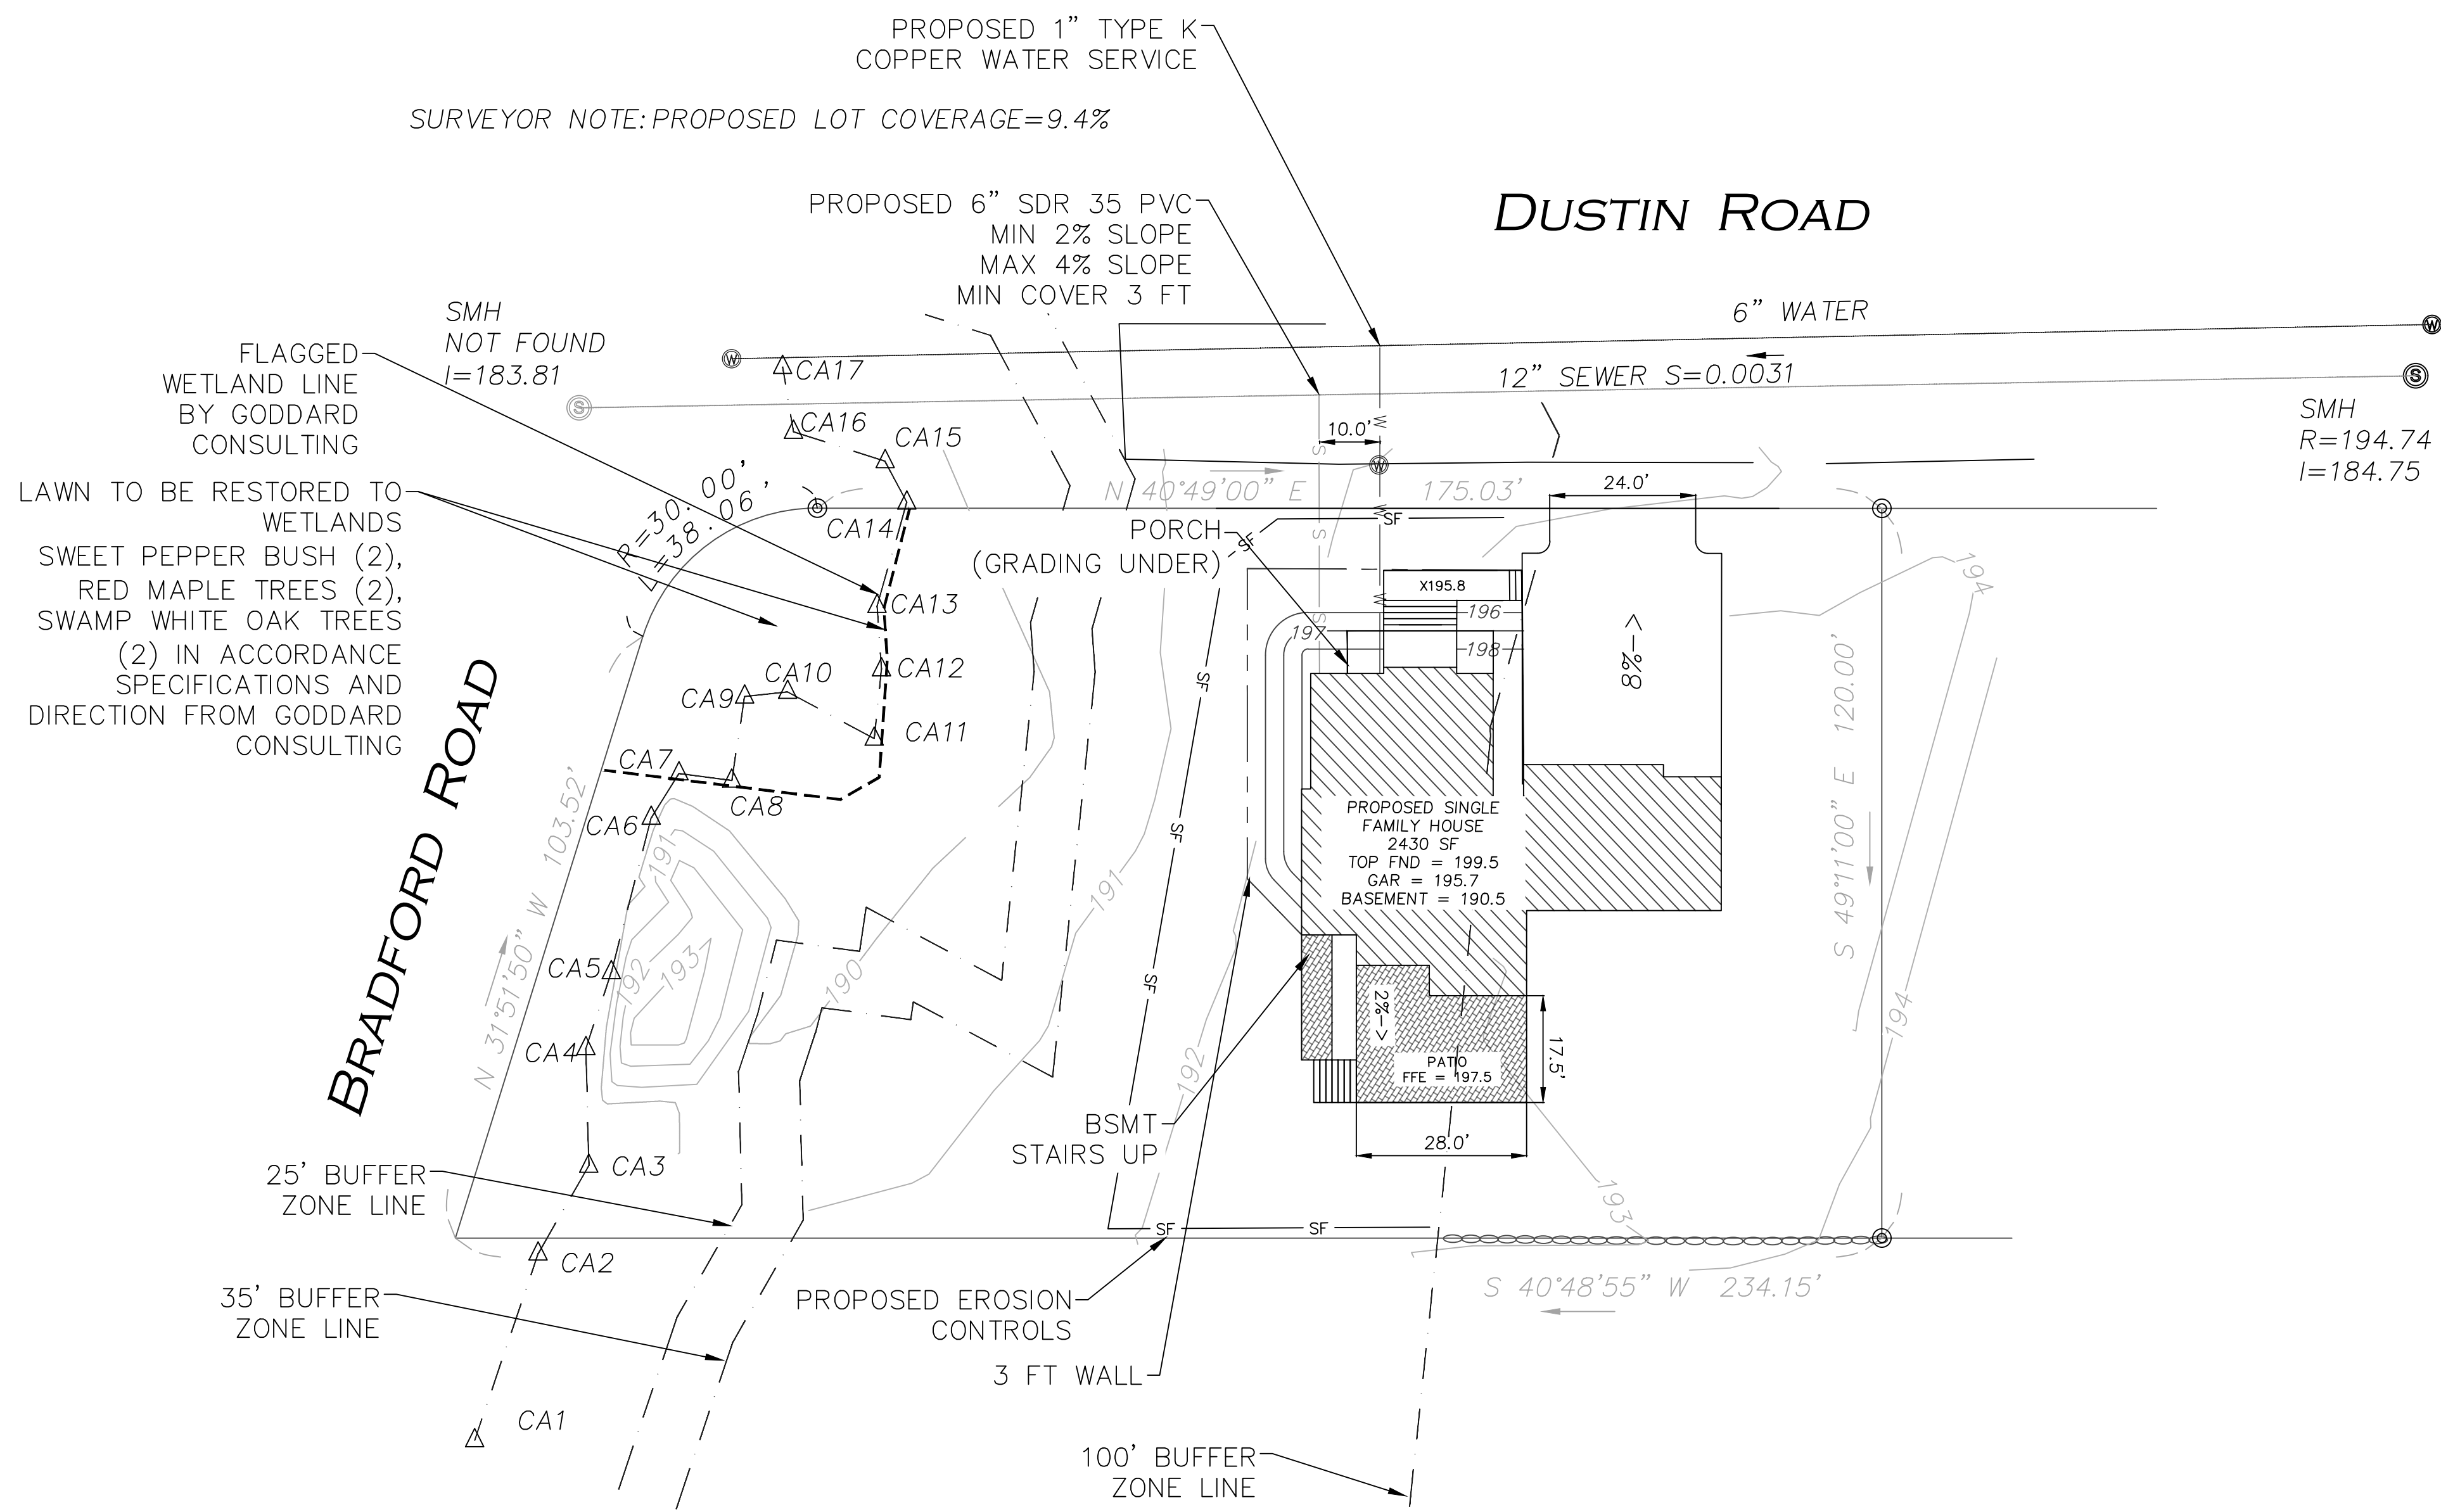 PROPOSED 1" TYPE K
COPPER WATER SERVICE
SURVEYOR NOTE: PROPOSED LOT COVERAGE=9.4%
PROPOSED 6" SDR 35 PVC
MIN 2% SLOPE
MAX 4% SLOPE
MIN COVER 3 FT
DUSTIN ROAD
SMH
NOT FOUND
I=183.81
6" WATER
W
W
12" SEWER S=0.0031
S
S
SMH
R=194.74
I=184.75
FLAGGED
WETLAND LINE
BY GODDARD
CONSULTING
LAWN TO BE RESTORED TO
WETLANDS
SWEET PEPPER BUSH (2),
RED MAPLE TREES (2),
SWAMP WHITE OAK TREES
(2) IN ACCORDANCE
SPECIFICATIONS AND
DIRECTION FROM GODDARD
CONSULTING
CA17
CA16
CA15
CA14
CA13
CA12
CA11
CA10
CA9
CA8
CA7
CA6
CA5
CA4
CA3
CA2
CA1
R=30.00'
L=38.06'
N 40°49'00" E 175.03'
10.0'
W
W
W
W
S
S
S
24.0'
PORCH
(GRADING UNDER)
SF
SF
SF
SF
SF
SF
SF
X195.8
196
197
198
8%->
194
S 49°11'00" E 120.00'
194
BRADFORD ROAD
N 31°51'50" W 103.52'
191
192
193
190
191
192
193
PROPOSED SINGLE
FAMILY HOUSE
2430 SF
TOP FND = 199.5
GAR = 195.7
BASEMENT = 190.5
2%->
PATIO
FFE = 197.5
17.5'
28.0'
BSMT
STAIRS UP
25' BUFFER
ZONE LINE
35' BUFFER
ZONE LINE
PROPOSED EROSION
CONTROLS
3 FT WALL
S 40°48'55" W 234.15'
100' BUFFER
ZONE LINE